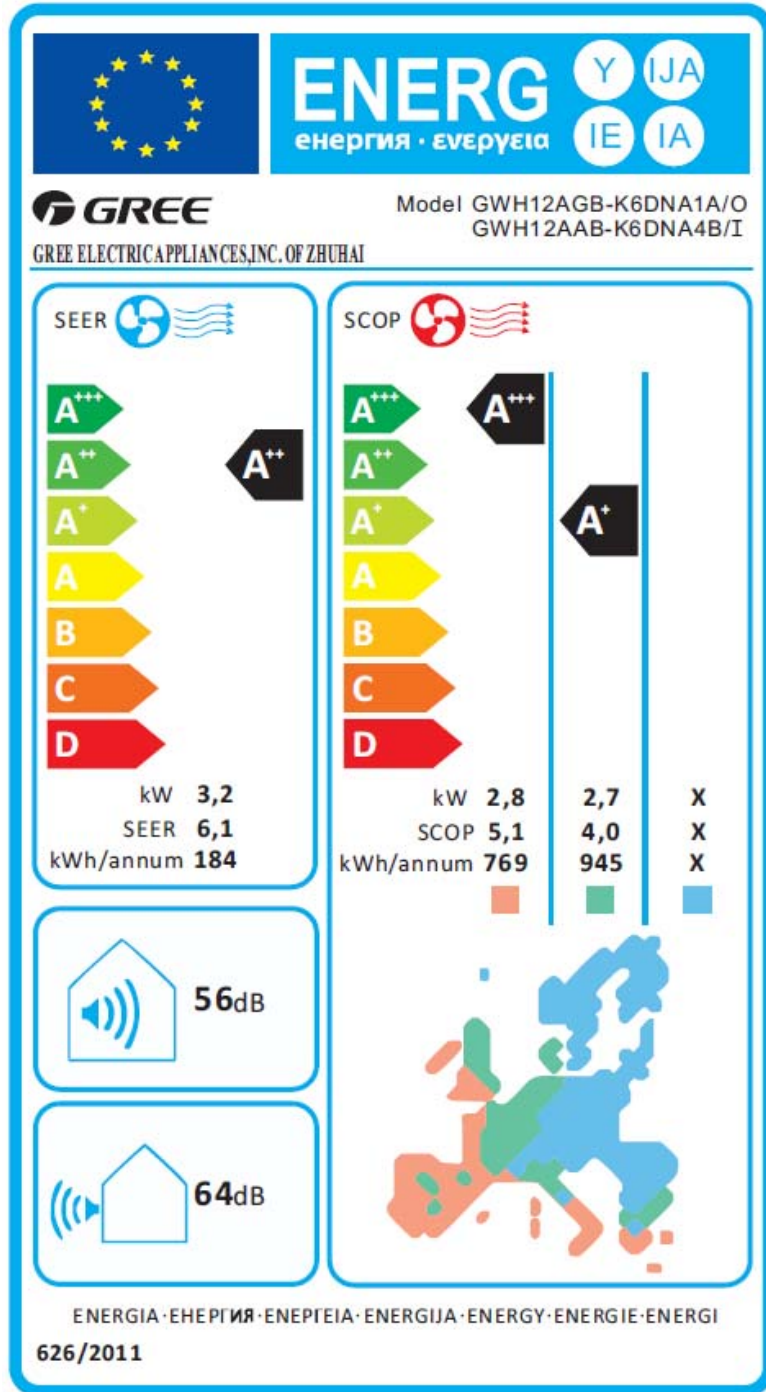 ENERG
енергия · ενεργεια
Y IJA
IE IA
GREE
GREE ELECTRIC APPLIANCES,INC. OF ZHUHAI
Model GWH12AGB-K6DNA1A/O
GWH12AAB-K6DNA4B/I
SEER
A+++
A++ A++
A+
A
B
C
D
kW 3,2
SEER 6,1
kWh/annum 184
SCOP
A+++ A+++
A++
A+ A+
A
B
C
D
kW 2,8 2,7 X
SCOP 5,1 4,0 X
kWh/annum 769 945 X
56dB
64dB
ENERGIA·ЕНЕРГИЯ·ΕΝΕΡΓΕΙΑ·ENERGIJA·ENERGY·ENERGIE·ENERGI
626/2011